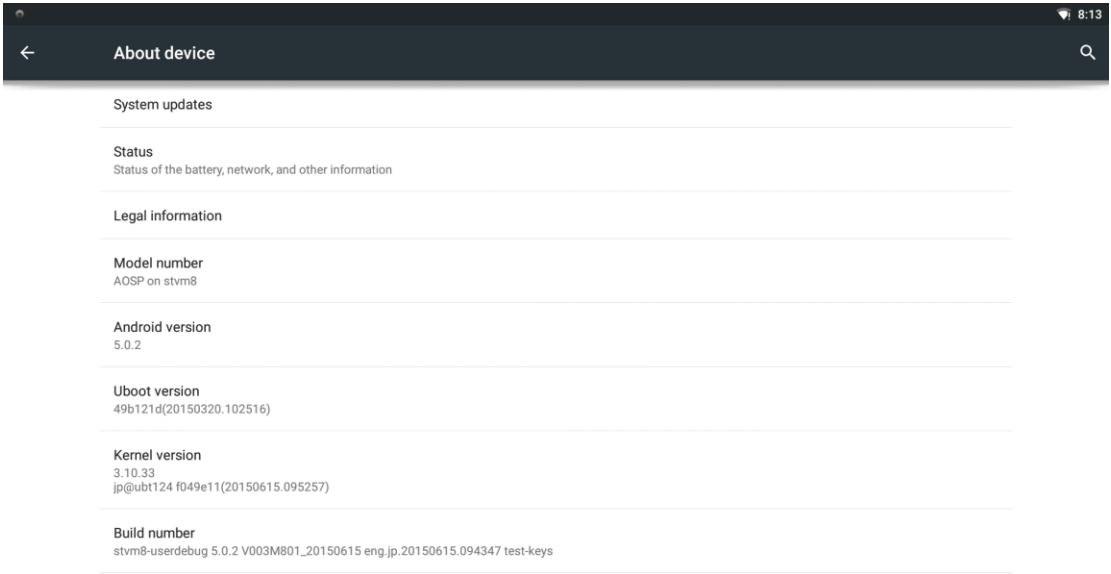 8:13
About device
System updates
Status
Status of the battery, network, and other information
Legal information
Model number
AOSP on stvm8
Android version
5.0.2
Uboot version
49b121d(20150320.102516)
Kernel version
3.10.33
jp@ubt124 f049e11(20150615.095257)
Build number
stvm8-userdebug 5.0.2 V003M801_20150615 eng.jp.20150615.094347 test-keys